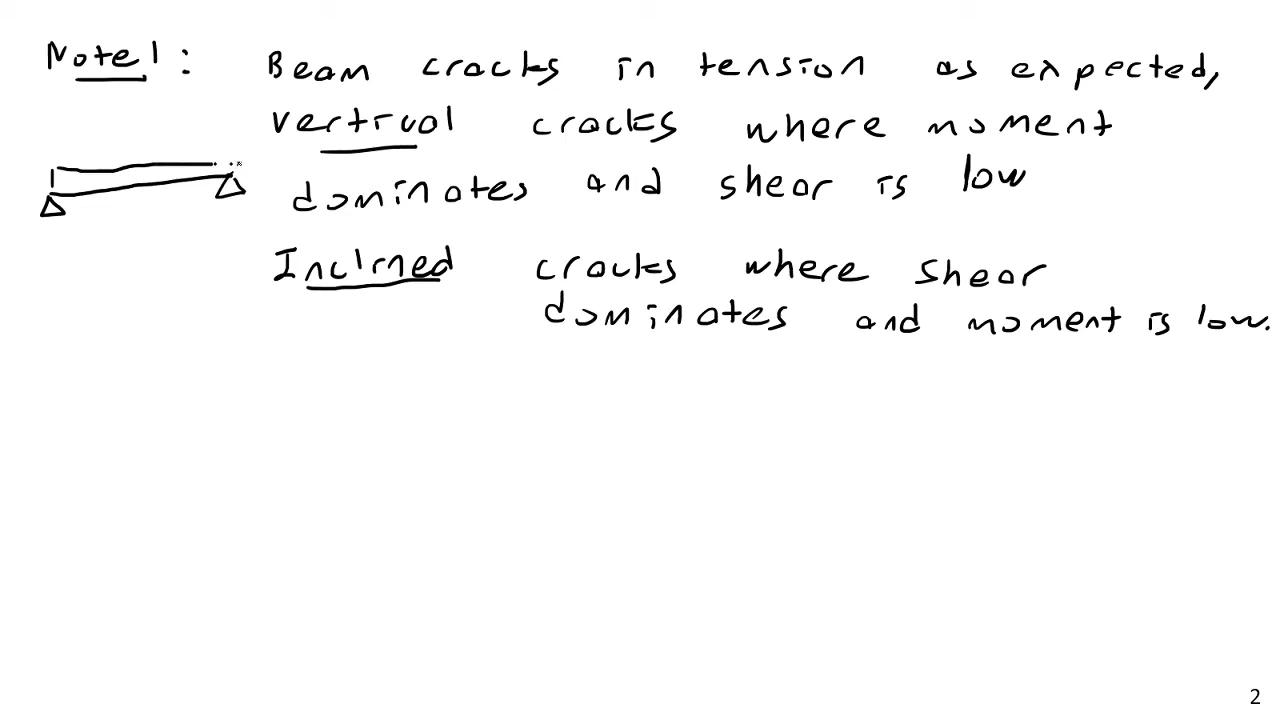 Note 1: Beam cracks in tension as expected,
vertical cracks where moment
dominates and shear is low
Inclined cracks where shear
dominates and moment is low.
2